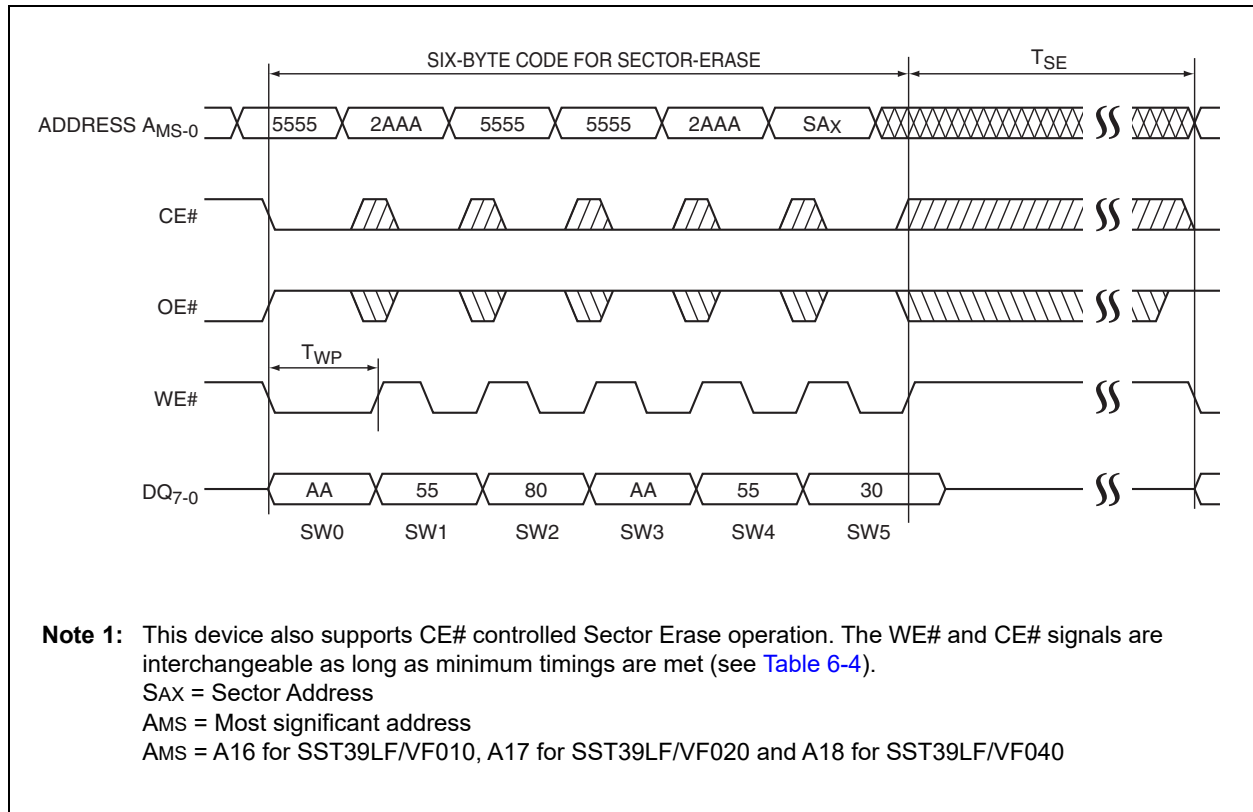 SIX-BYTE CODE FOR SECTOR-ERASE
TSE
ADDRESS AMS-0
5555
2AAA
5555
5555
2AAA
SAX
CE#
OE#
TWP
WE#
DQ7-0
AA
55
80
AA
55
30
SW0
SW1
SW2
SW3
SW4
SW5
Note 1: This device also supports CE# controlled Sector Erase operation. The WE# and CE# signals are
interchangeable as long as minimum timings are met (see Table 6-4).
SAX = Sector Address
AMS = Most significant address
AMS = A16 for SST39LF/VF010, A17 for SST39LF/VF020 and A18 for SST39LF/VF040